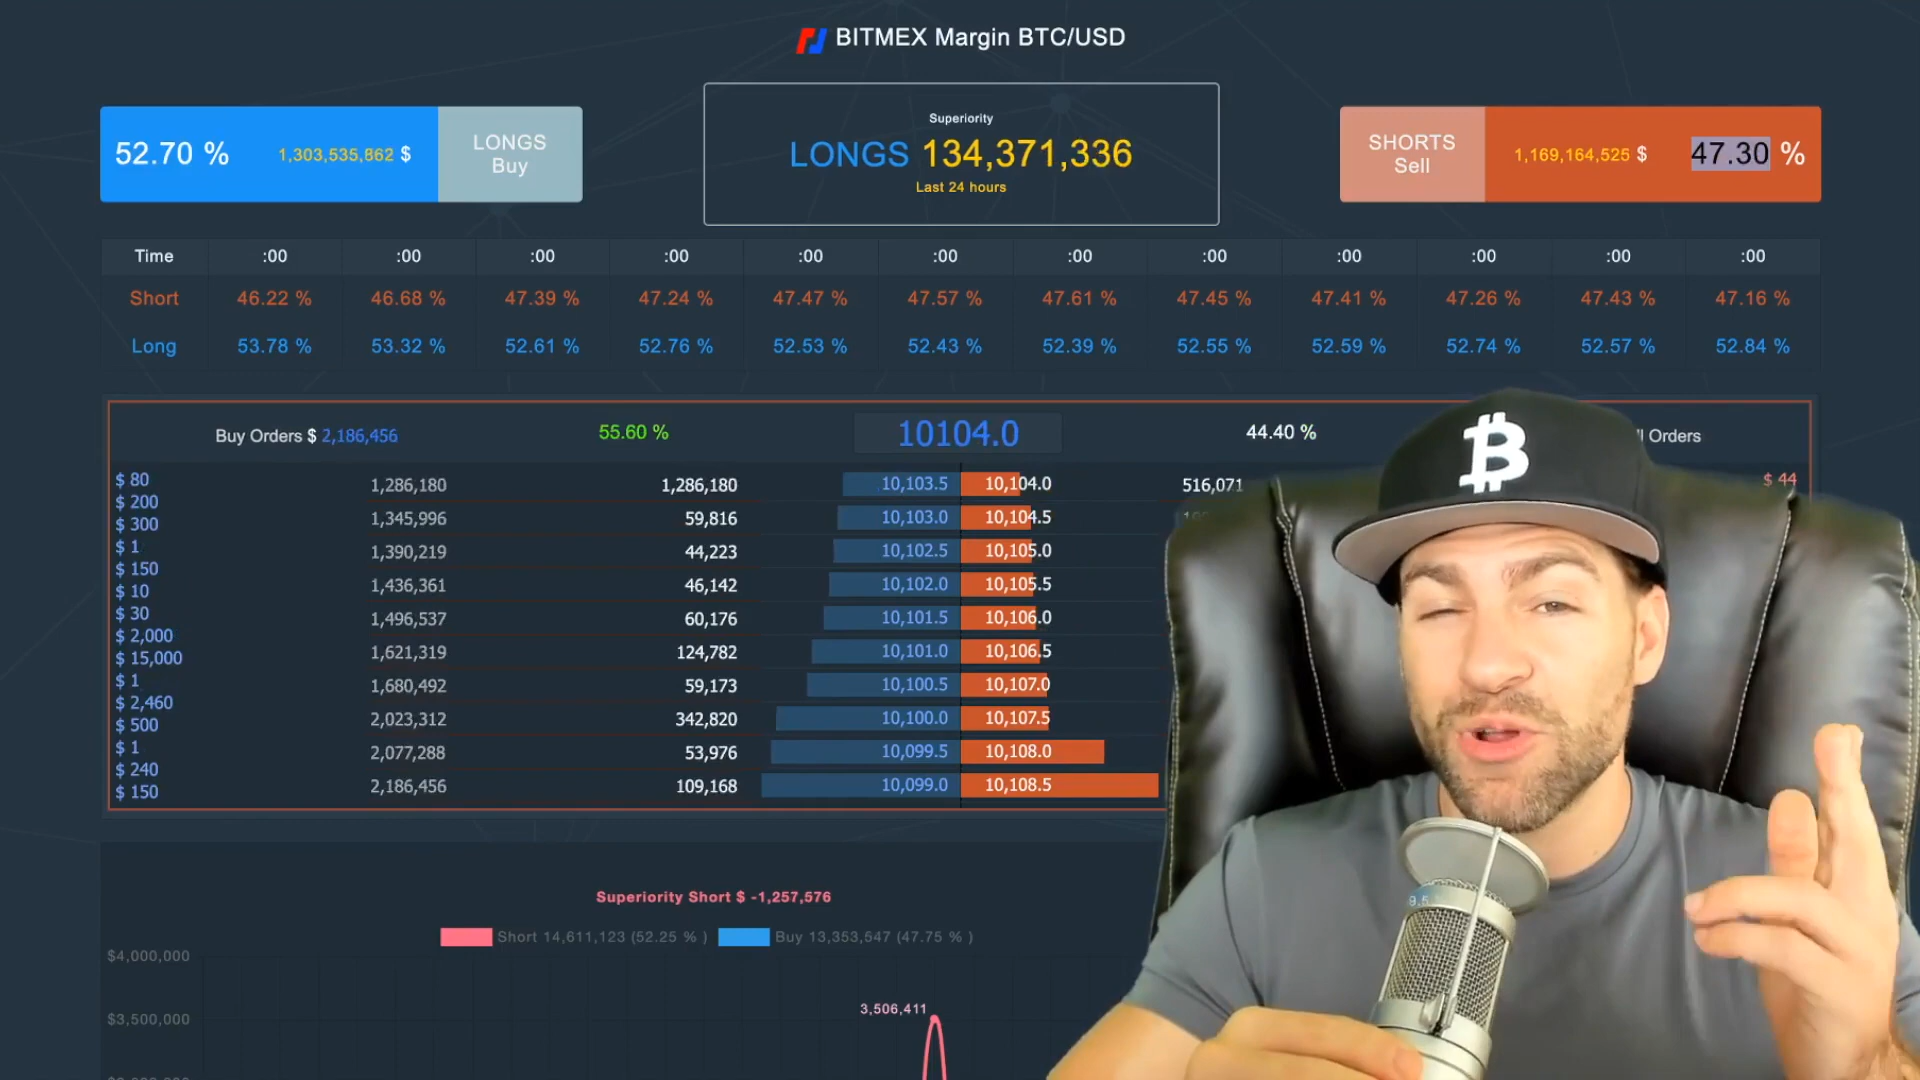 BITMEX Margin BTC/USD
52.70 % 1,303,535,862 $ LONGS Buy
Superiority
LONGS 134,371,336
Last 24 hours
SHORTS Sell 1,169,164,525 $ 47.30 %
Time :00 :00 :00 :00 :00 :00 :00 :00 :00 :00 :00 :00
Short 46.22 % 46.68 % 47.39 % 47.24 % 47.47 % 47.57 % 47.61 % 47.45 % 47.41 % 47.26 % 47.43 % 47.16 %
Long 53.78 % 53.32 % 52.61 % 52.76 % 52.53 % 52.43 % 52.39 % 52.55 % 52.59 % 52.74 % 52.57 % 52.84 %
Buy Orders $ 2,186,456 55.60 % 10104.0 44.40 % Orders
$ 80
$ 200
$ 300
$ 1
$ 150
$ 10
$ 30
$ 2,000
$ 15,000
$ 1
$ 2,460
$ 500
$ 1
$ 240
$ 150
1,286,180 1,286,180 10,103.5 10,104.0 516,071 $ 44
1,345,996 59,816 10,103.0 10,104.5
1,390,219 44,223 10,102.5 10,105.0
1,436,361 46,142 10,102.0 10,105.5
1,496,537 60,176 10,101.5 10,106.0
1,621,319 124,782 10,101.0 10,106.5
1,680,492 59,173 10,100.5 10,107.0
2,023,312 342,820 10,100.0 10,107.5
2,077,288 53,976 10,099.5 10,108.0
2,186,456 109,168 10,099.0 10,108.5
Superiority Short $ -1,257,576
Short 14,611,123 (52.25 % ) Buy 13,353,547 (47.75 % )
$4,000,000
3,506,411
$3,500,000